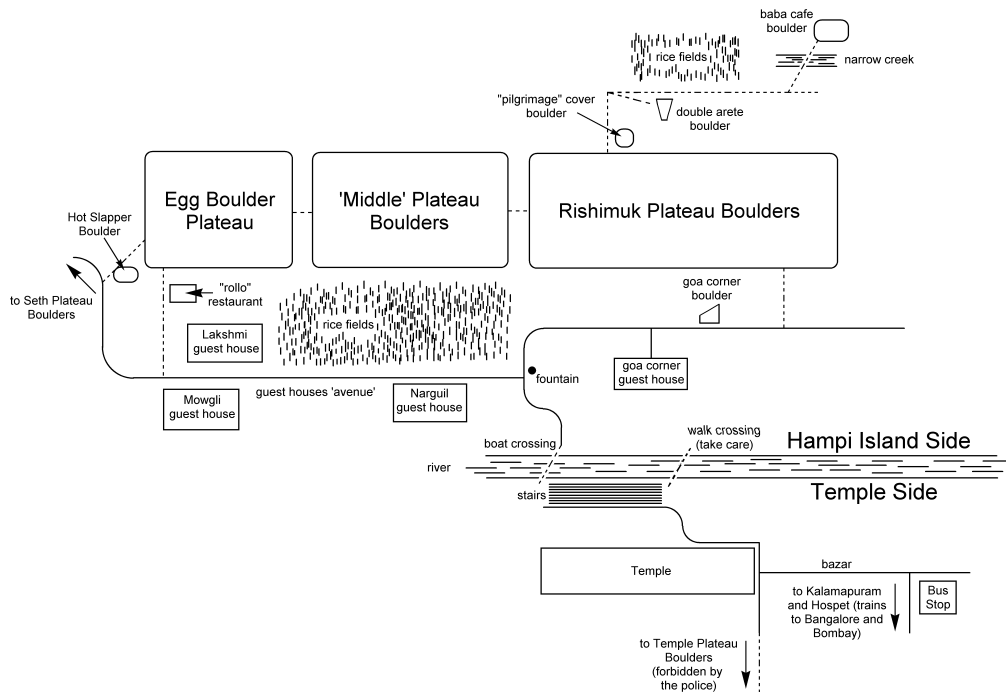 baba cafe
boulder
rice fields
narrow creek
"pilgrimage" cover
boulder
double arete
boulder
Egg Boulder
Plateau
'Middle' Plateau
Boulders
Rishimuk Plateau Boulders
Hot Slapper
Boulder
to Seth Plateau
Boulders
"rollo"
restaurant
goa corner
boulder
Lakshmi
guest house
rice fields
goa corner
guest house
fountain
guest houses 'avenue'
Mowgli
guest house
Narguil
guest house
boat crossing
walk crossing
(take care)
Hampi Island Side
river
stairs
Temple Side
Temple
bazar
to Kalamapuram
and Hospet (trains
to Bangalore and
Bombay)
Bus
Stop
to Temple Plateau
Boulders
(forbidden by
the police)